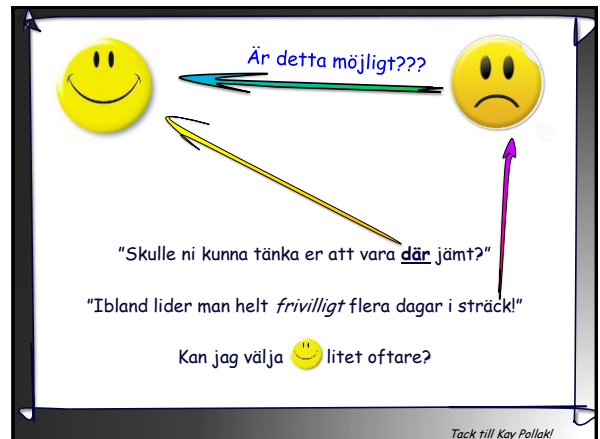 Är detta möjligt???
"Skulle ni kunna tänka er att vara där jämt?"
"Ibland lider man helt frivilligt flera dagar i sträck!"
Kan jag välja litet oftare?
Tack till Kay Pollak!